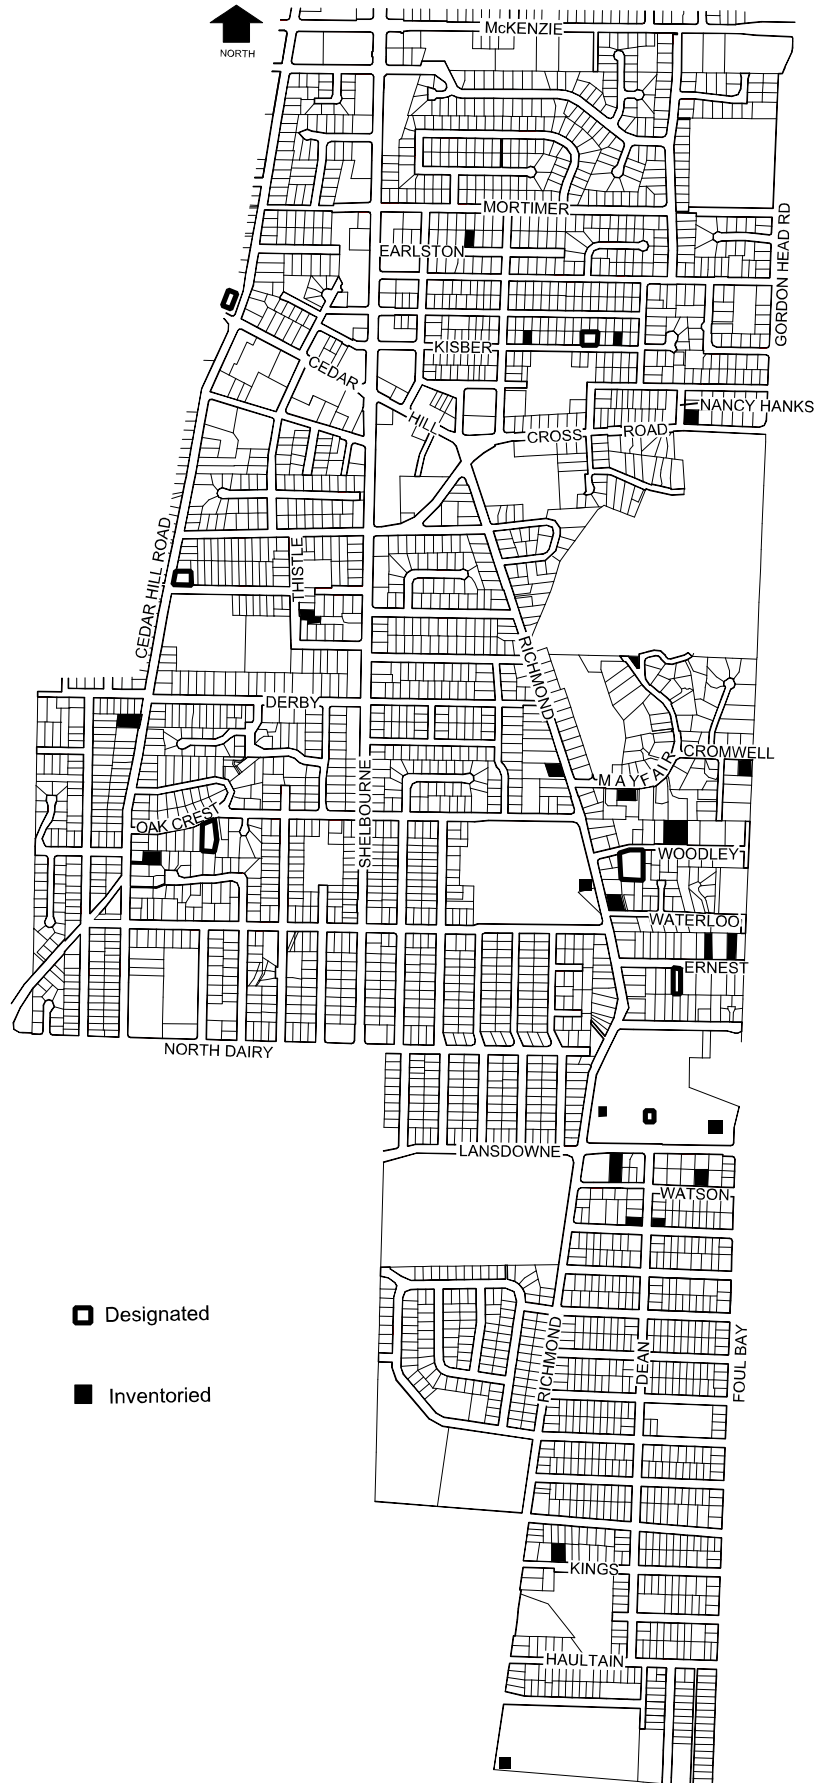 McKENZIE
NORTH
MORTIMER
EARLSTON
GORDON HEAD RD
KISBER
CEDAR
HILL
CROSS
ROAD
NANCY HANKS
CEDAR HILL ROAD
THISTLE
RICHMOND
DERBY
SHELBOURNE
MAYFAIR
CROMWELL
OAK CREST
WOODLEY
WATERLOO
ERNEST
NORTH DAIRY
LANSDOWNE
WATSON
Designated
RICHMOND
DEAN
FOUL BAY
Inventoried
KINGS
HAULTAIN